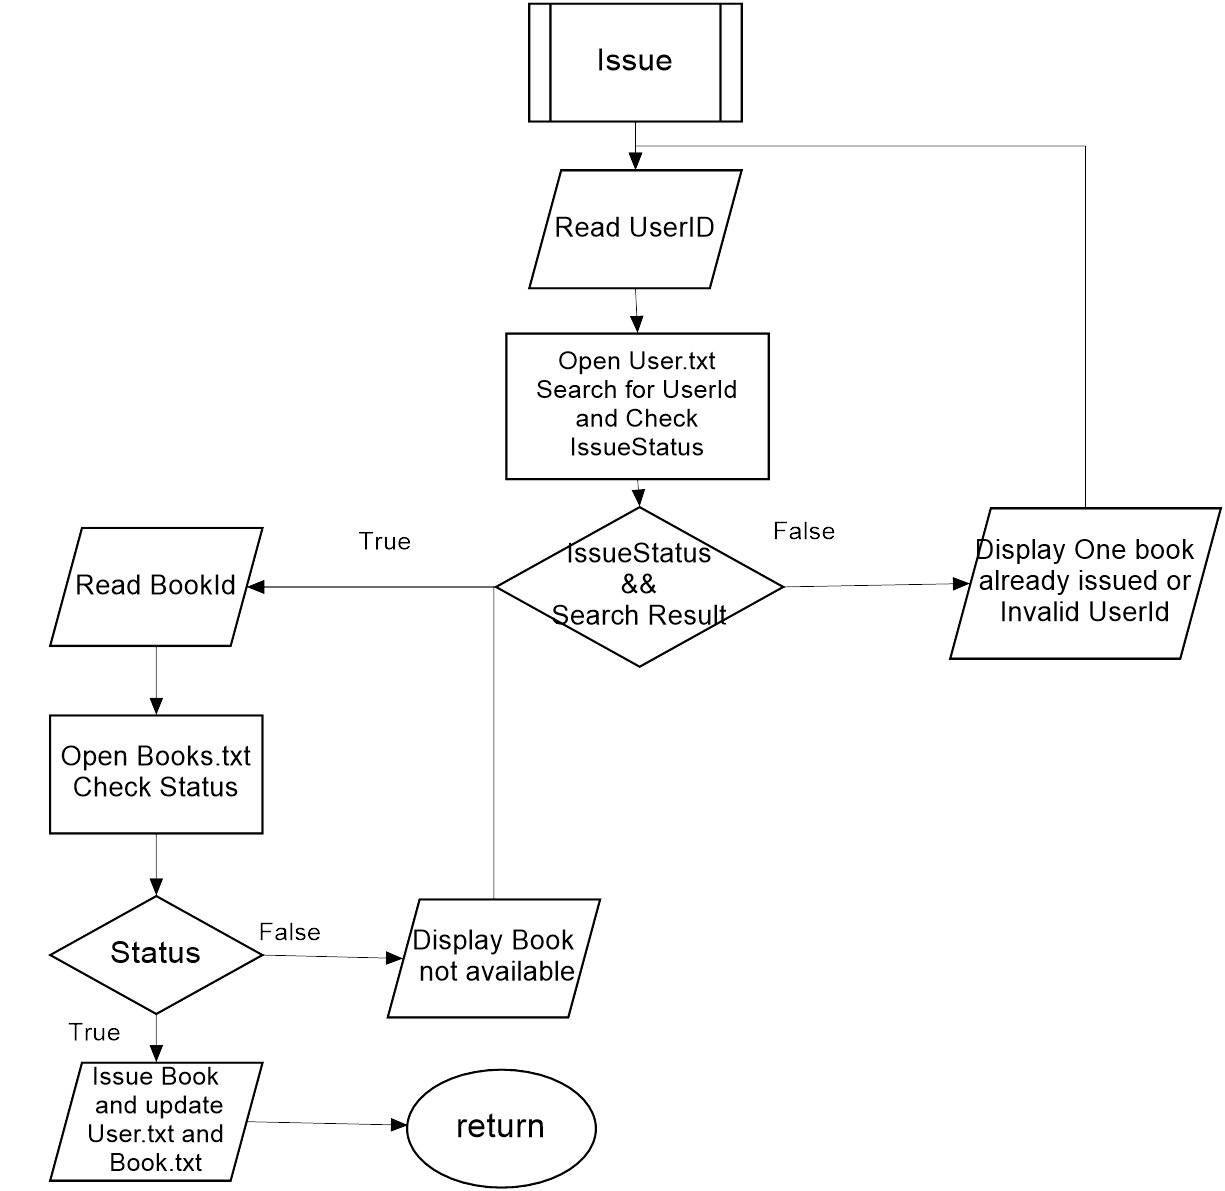 Issue
Read UserID
Open User.txt
Search for UserId
and Check
IssueStatus
True
IssueStatus
&&
Search Result
False
Display One book
already issued or
Invalid UserId
Read BookId
Open Books.txt
Check Status
Status
False
Display Book
not available
True
Issue Book
and update
User.txt and
Book.txt
return